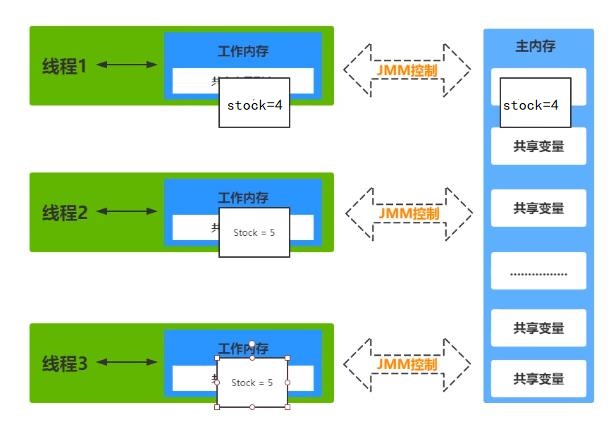 线程1
工作内存
stock=4
JMM控制
主内存
stock=4
共享变量
线程2
工作内存
Stock = 5
JMM控制
共享变量
................
线程3
工作内存
Stock = 5
JMM控制
共享变量
共享变量